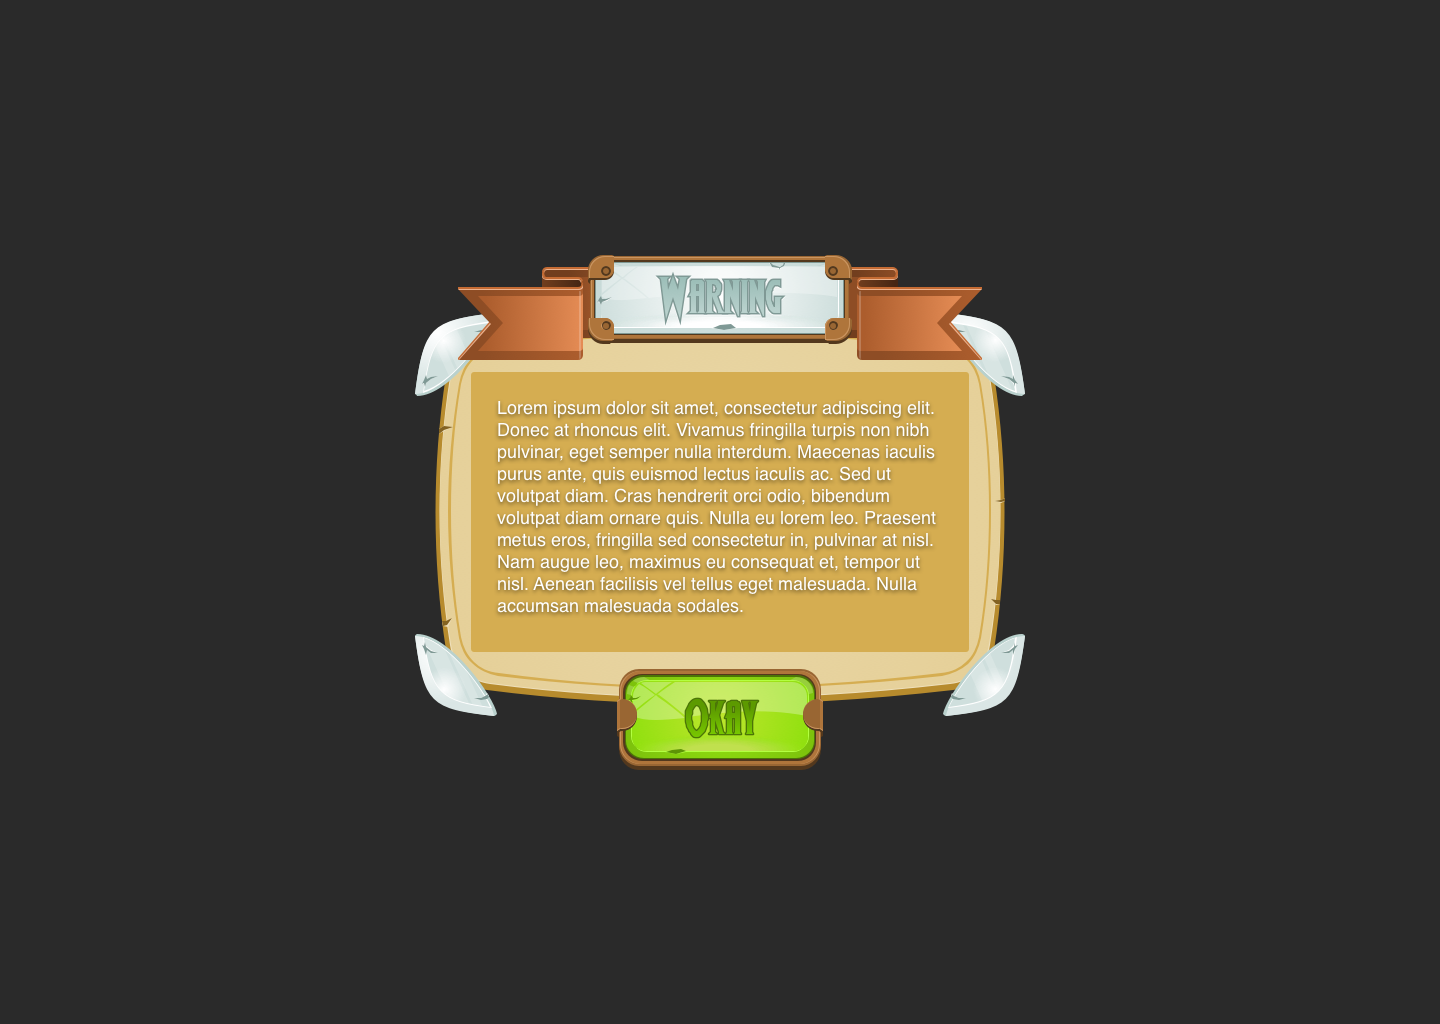 Warning
Lorem ipsum dolor sit amet, consectetur adipiscing elit.
Donec at rhoncus elit. Vivamus fringilla turpis non nibh
pulvinar, eget semper nulla interdum. Maecenas iaculis
purus ante, quis euismod lectus iaculis ac. Sed ut
volutpat diam. Cras hendrerit orci odio, bibendum
volutpat diam ornare quis. Nulla eu lorem leo. Praesent
metus eros, fringilla sed consectetur in, pulvinar at nisl.
Nam augue leo, maximus eu consequat et, tempor ut
nisl. Aenean facilisis vel tellus eget malesuada. Nulla
accumsan malesuada sodales.
Okay